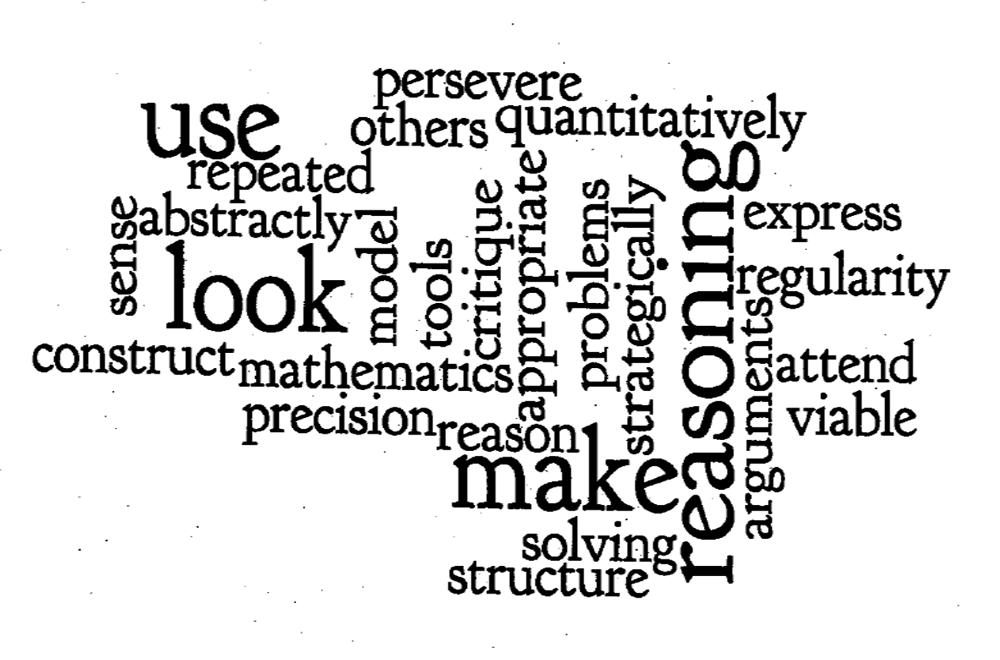 persevere
use
others
quantitatively
repeated
sense
abstractly
model
tools
critique
appropriate
problems
strategically
reasoning
express
look
regularity
construct
mathematics
arguments
attend
precision
reason
viable
make
solving
structure